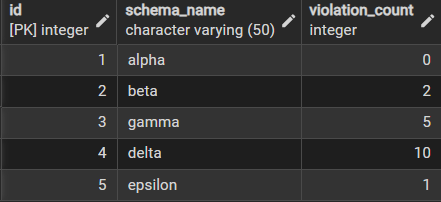 id schema_name violation_count
[PK] integer character varying (50) integer
1 alpha 0
2 beta 2
3 gamma 5
4 delta 10
5 epsilon 1